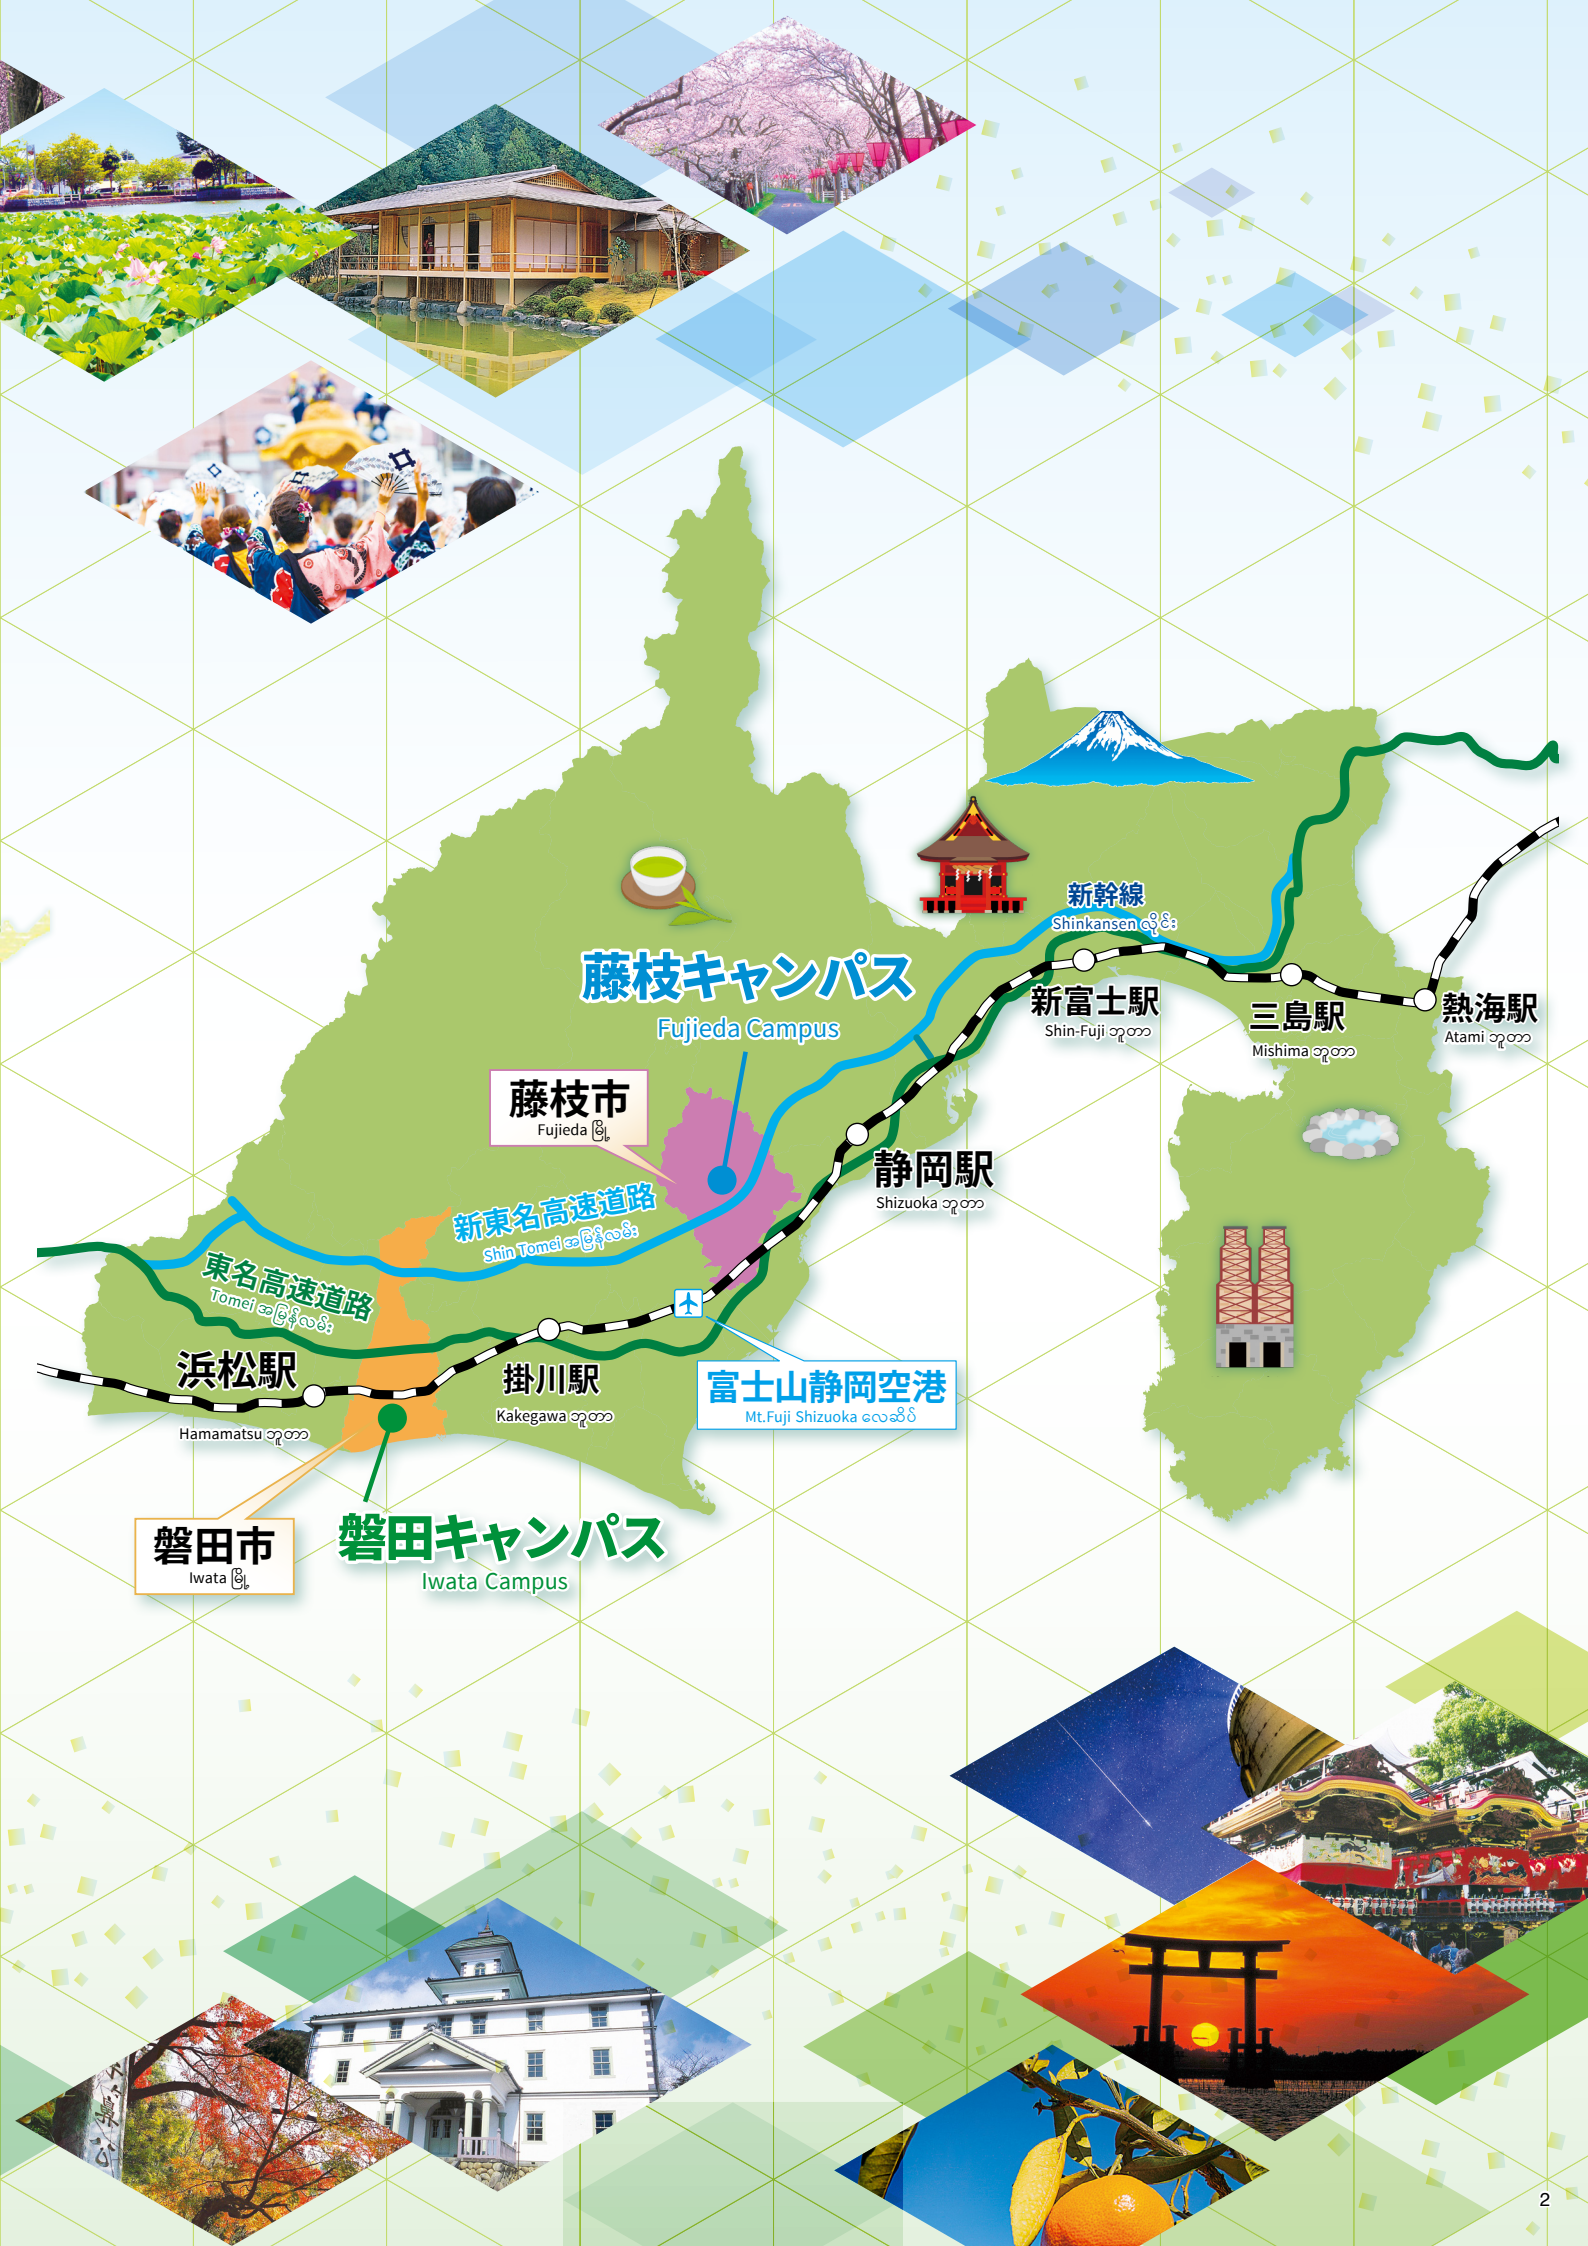 新幹線
Shinkansen လိုင်း
藤枝キャンパス
Fujieda Campus
新富士駅
Shin-Fuji ဘူတာ
三島駅
Mishima ဘူတာ
熱海駅
Atami ဘူတာ
藤枝市
Fujieda မြို့
静岡駅
Shizuoka ဘူတာ
新東名高速道路
Shin Tomei အမြန်လမ်း
東名高速道路
Tomei အမြန်လမ်း
浜松駅
Hamamatsu ဘူတာ
掛川駅
Kakegawa ဘူတာ
富士山静岡空港
Mt.Fuji Shizuoka လေဆိပ်
磐田市
Iwata မြို့
磐田キャンパス
Iwata Campus
2